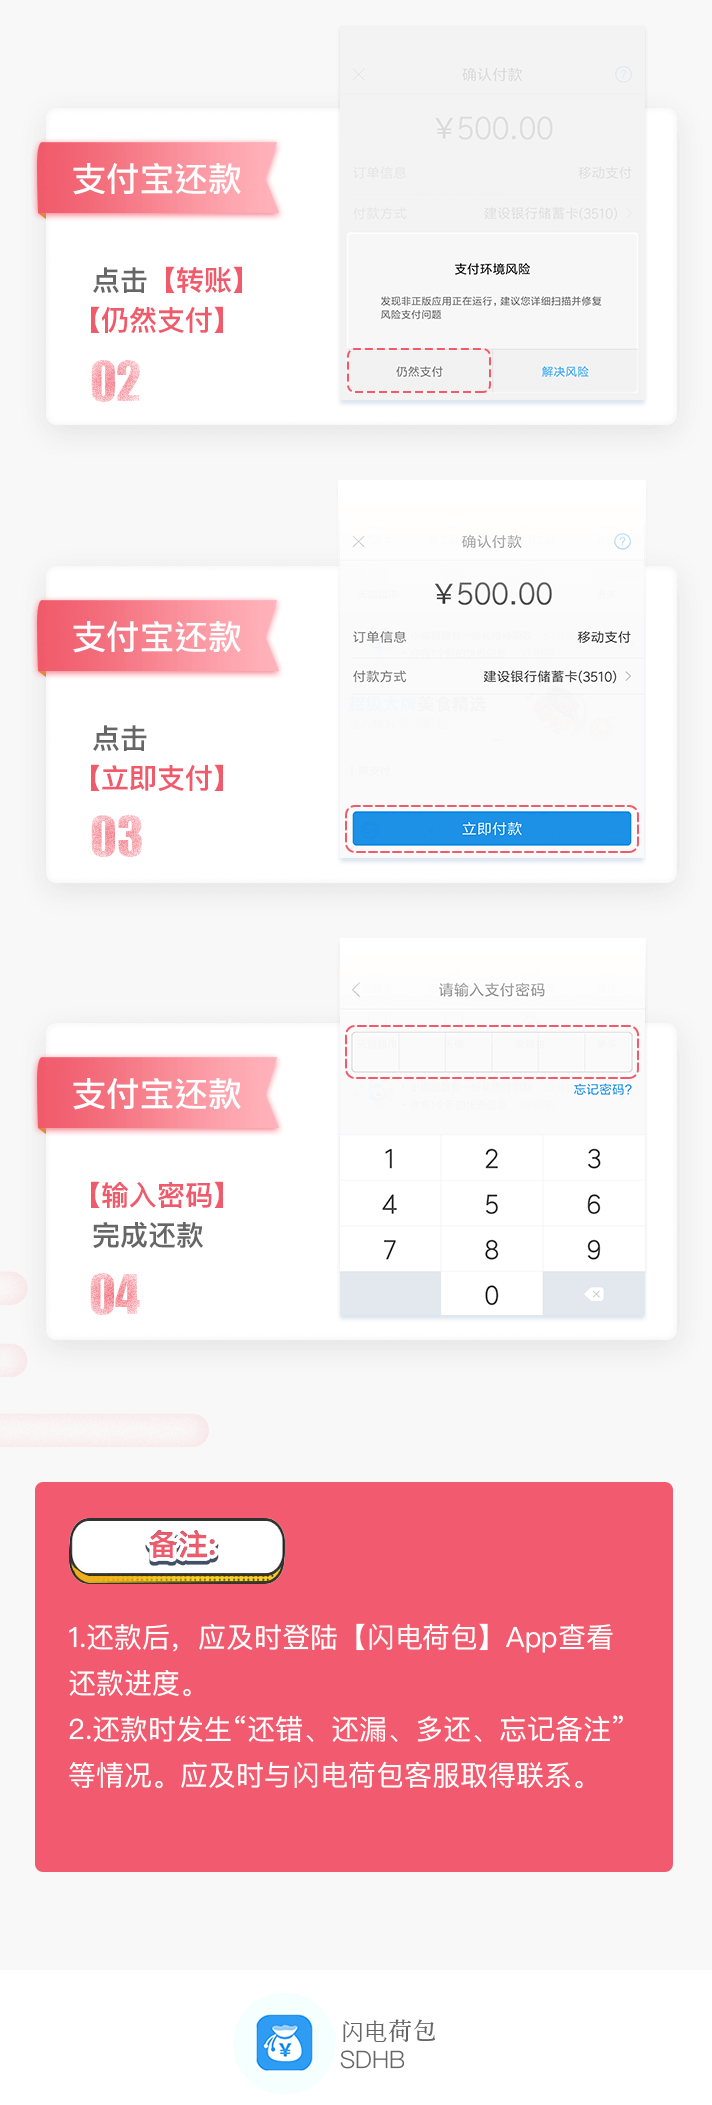 确认付款
¥500.00
订单信息 移动支付
付款方式 建设银行储蓄卡(3510)
支付宝还款
点击【转账】
【仍然支付】
02
支付环境风险
发现非正版应用正在运行，建议您详细扫描并修复
风险支付问题
仍然支付 解决风险
确认付款
¥500.00
订单信息 移动支付
付款方式 建设银行储蓄卡(3510)
支付宝还款
点击
【立即支付】
03
立即付款
请输入支付密码
忘记密码?
支付宝还款
【输入密码】
完成还款
04
1 2 3
4 5 6
7 8 9
0
备注:
1.还款后，应及时登陆【闪电荷包】App查看
还款进度。
2.还款时发生“还错、还漏、多还、忘记备注”
等情况。应及时与闪电荷包客服取得联系。
闪电荷包
SDHB